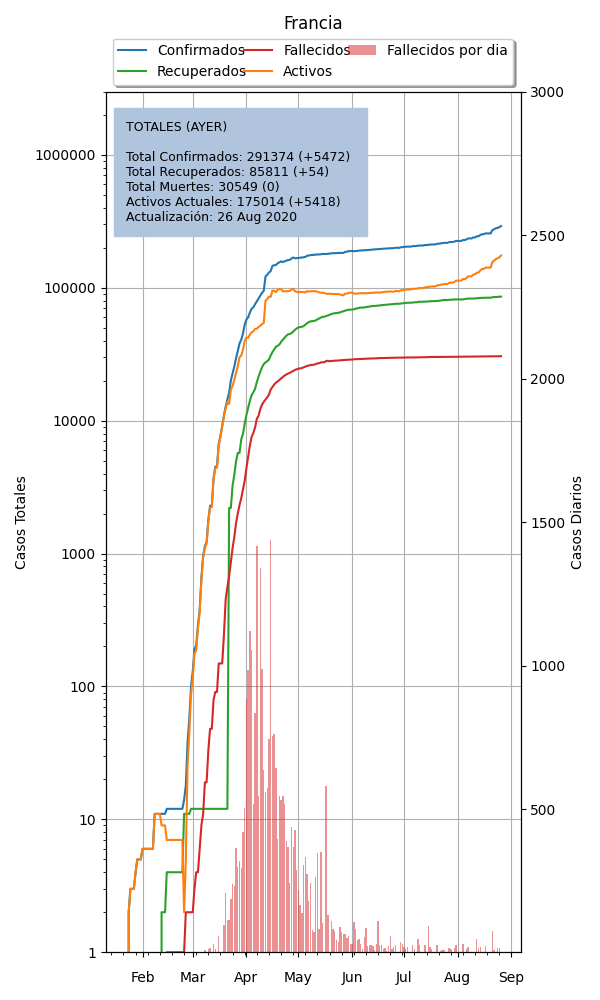 Francia
Confirmados Fallecidos Fallecidos por dia
Recuperados Activos
TOTALES (AYER)
Total Confirmados: 291374 (+5472)
Total Recuperados: 85811 (+54)
Total Muertes: 30549 (0)
Activos Actuales: 175014 (+5418)
Actualización: 26 Aug 2020
Casos Totales
1000000
100000
10000
1000
100
10
1
3000
2500
2000
1500
1000
500
Casos Diarios
Feb Mar Apr May Jun Jul Aug Sep